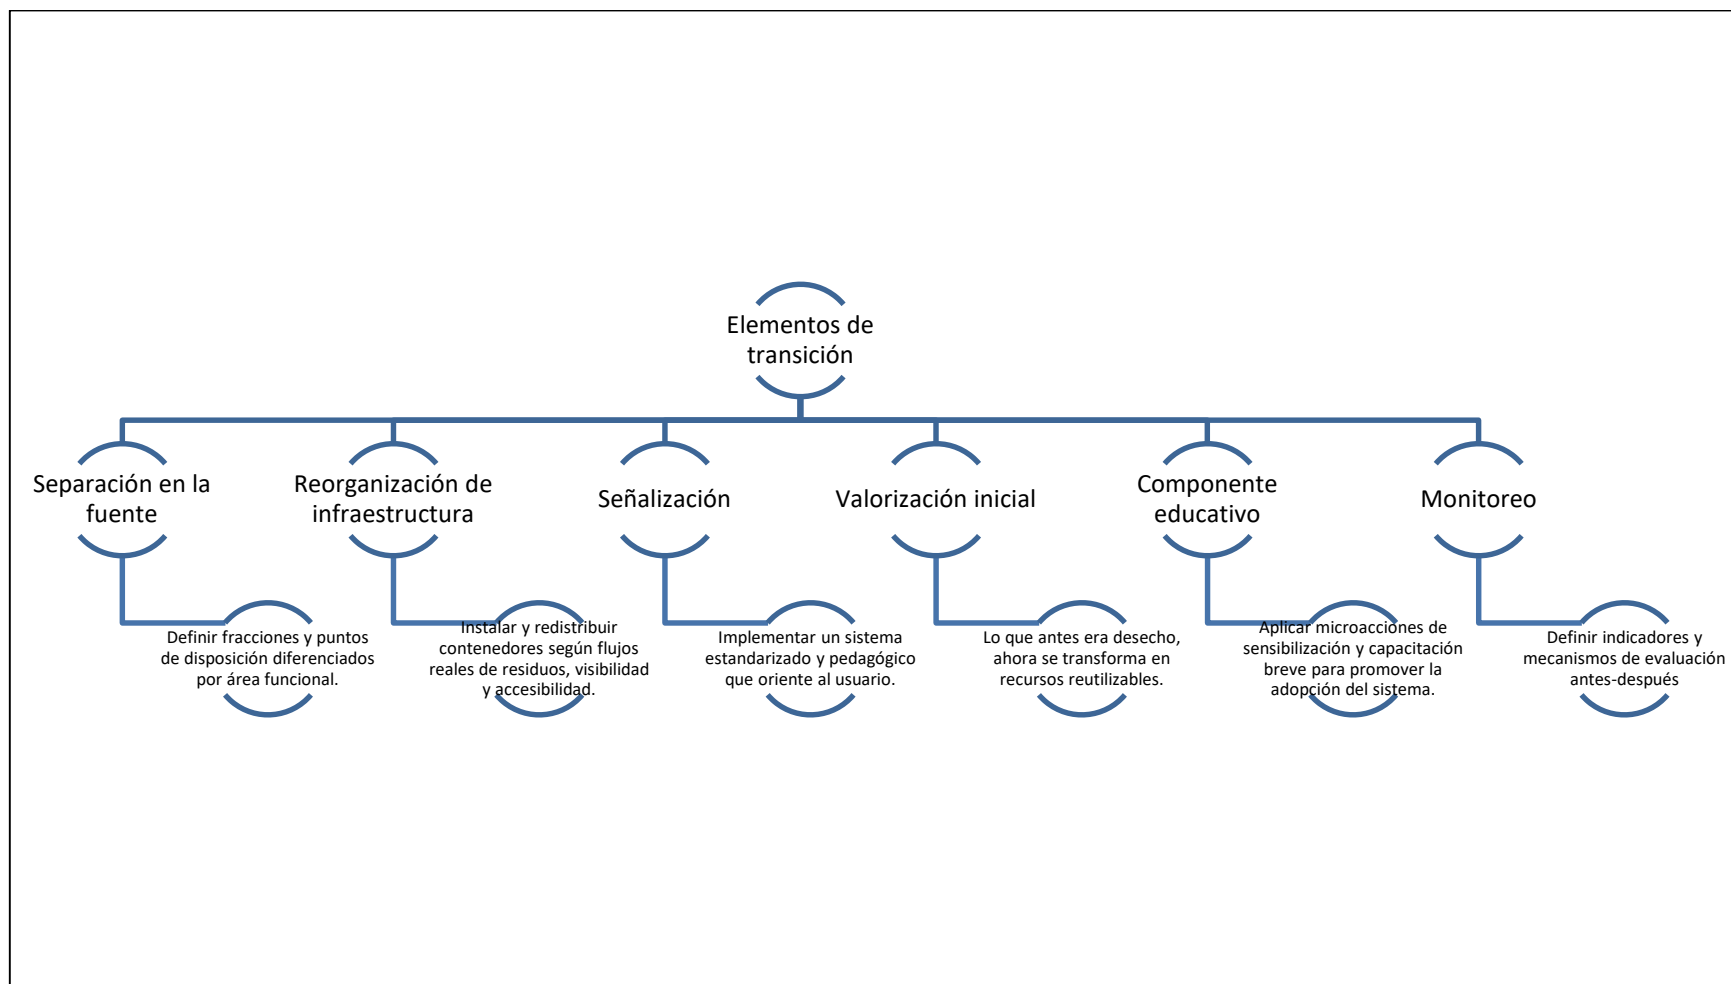 Elementos de
transición
Separación en la
fuente
Definir fracciones y puntos
de disposición diferenciados
por área funcional.
Reorganización de
infraestructura
Instalar y redistribuir
contenedores según flujos
reales de residuos, visibilidad
y accesibilidad.
Señalización
Implementar un sistema
estandarizado y pedagógico
que oriente al usuario.
Valorización inicial
Lo que antes era desecho,
ahora se transforma en
recursos reutilizables.
Componente
educativo
Aplicar microacciones de
sensibilización y capacitación
breve para promover la
adopción del sistema.
Monitoreo
Definir indicadores y
mecanismos de evaluación
antes-después